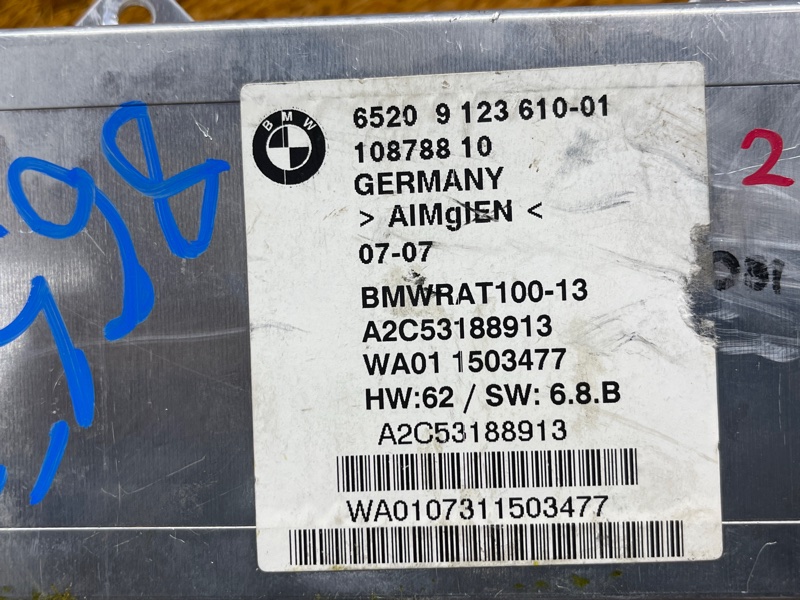 BMW
6520 9 123 610-01
108788 10
GERMANY
> AlMglEN <
07-07
BMWRAT100-13
A2C53188913
WA01 1503477
HW:62 / SW: 6.8.B
A2C53188913
WA0107311503477
2